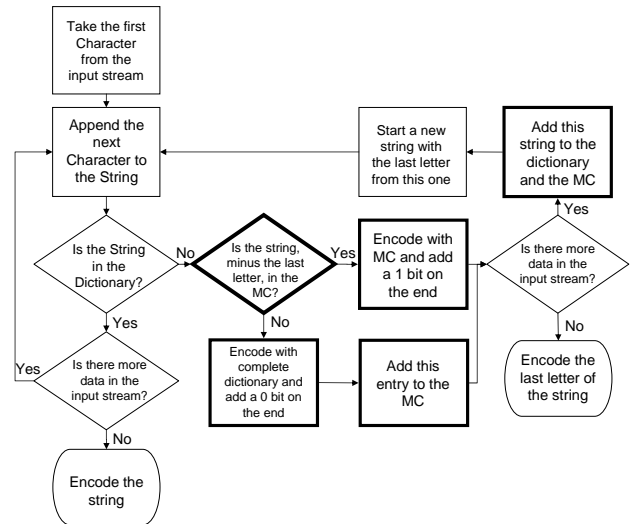 Take the first
Character
from the
input stream
Append the
next
Character to
the String
Start a new
string with
the last letter
from this one
Add this
string to the
dictionary
and the MC
Yes
Is the String
in the
Dictionary?
No
Is the string,
minus the last
letter, in the
MC?
Yes
Encode with
MC and add
a 1 bit on
the end
Is there more
data in the
input stream?
Yes
No
No
Yes
Is there more
data in the
input stream?
Encode with
complete
dictionary and
add a 0 bit on
the end
Add this
entry to the
MC
Encode the
last letter of
the string
No
Encode the
string